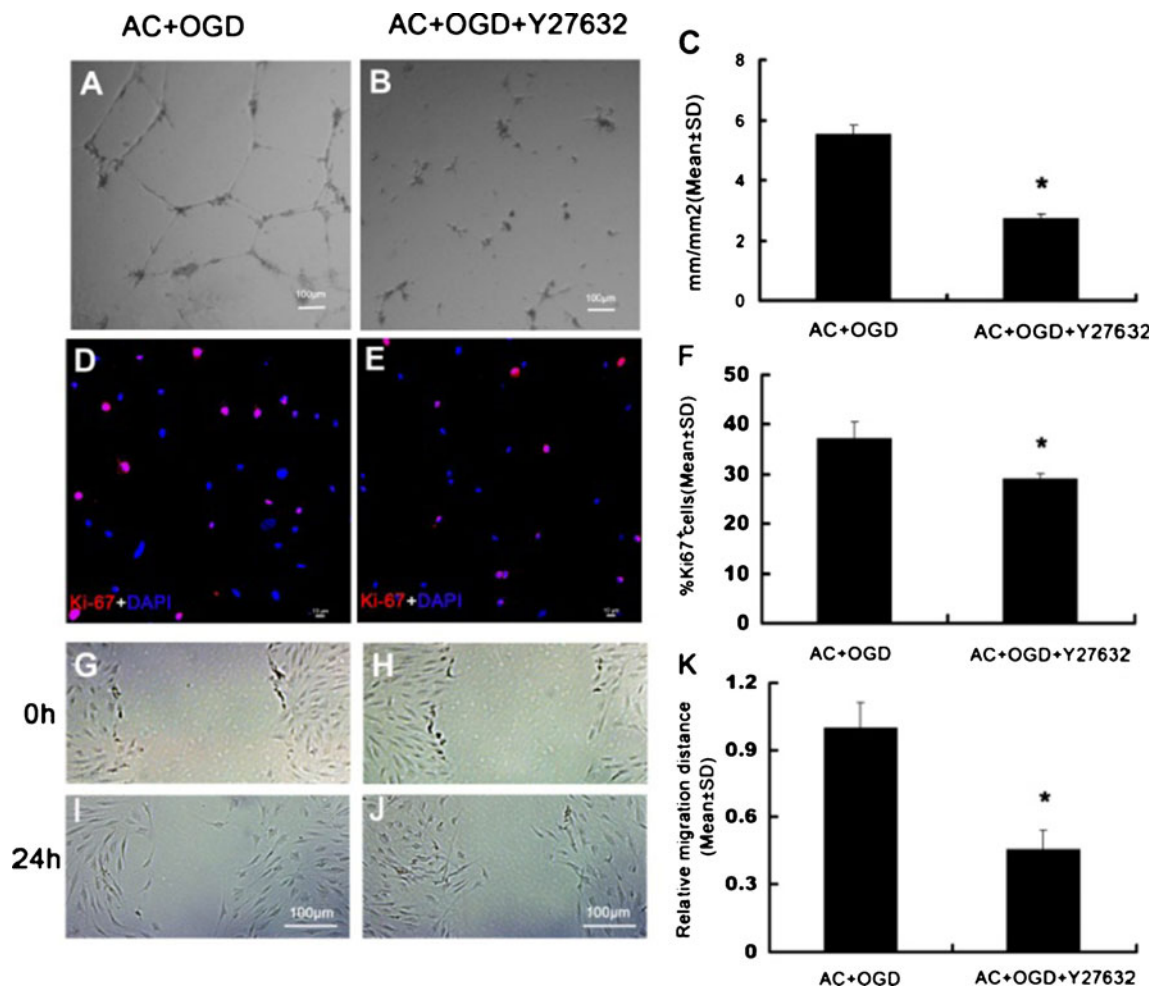 AC+OGD
AC+OGD+Y27632
A
100µm
B
100µm
C
mm/mm2(Mean±SD)
8
6
4
2
0
AC+OGD
AC+OGD+Y27632
*
D
Ki-67+DAPI
E
Ki-67+DAPI
F
%Ki67+cells(Mean±SD)
50
40
30
20
10
0
AC+OGD
AC+OGD+Y27632
*
0h
G
H
24h
I
100µm
J
100µm
K
Relative migration distance
(Mean±SD)
1.2
0.9
0.6
0.3
0
AC+OGD
AC+OGD+Y27632
*